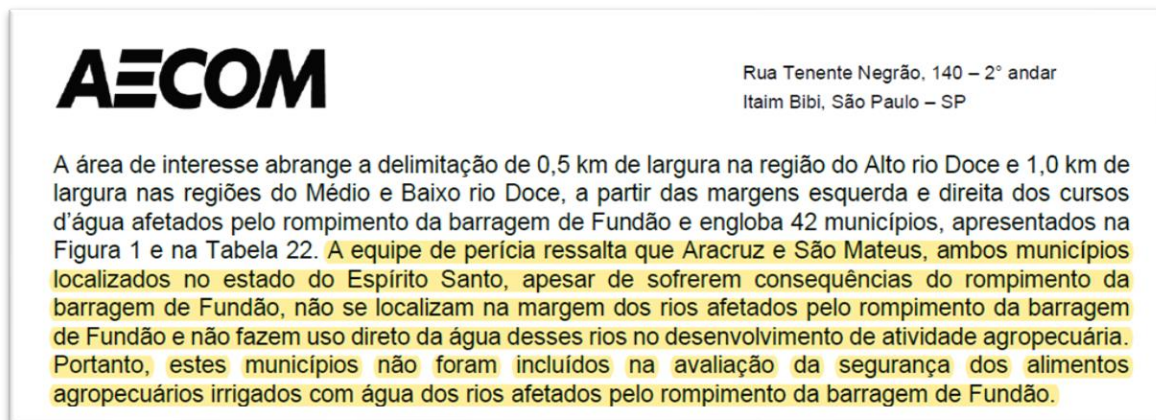 AECOM
Rua Tenente Negrão, 140 – 2° andar
Itaim Bibi, São Paulo – SP
A área de interesse abrange a delimitação de 0,5 km de largura na região do Alto rio Doce e 1,0 km de
largura nas regiões do Médio e Baixo rio Doce, a partir das margens esquerda e direita dos cursos
d'água afetados pelo rompimento da barragem de Fundão e engloba 42 municípios, apresentados na
Figura 1 e na Tabela 22. A equipe de perícia ressalta que Aracruz e São Mateus, ambos municípios
localizados no estado do Espírito Santo, apesar de sofrerem consequências do rompimento da
barragem de Fundão, não se localizam na margem dos rios afetados pelo rompimento da barragem
de Fundão e não fazem uso direto da água desses rios no desenvolvimento de atividade agropecuária.
Portanto, estes municípios não foram incluídos na avaliação da segurança dos alimentos
agropecuários irrigados com água dos rios afetados pelo rompimento da barragem de Fundão.